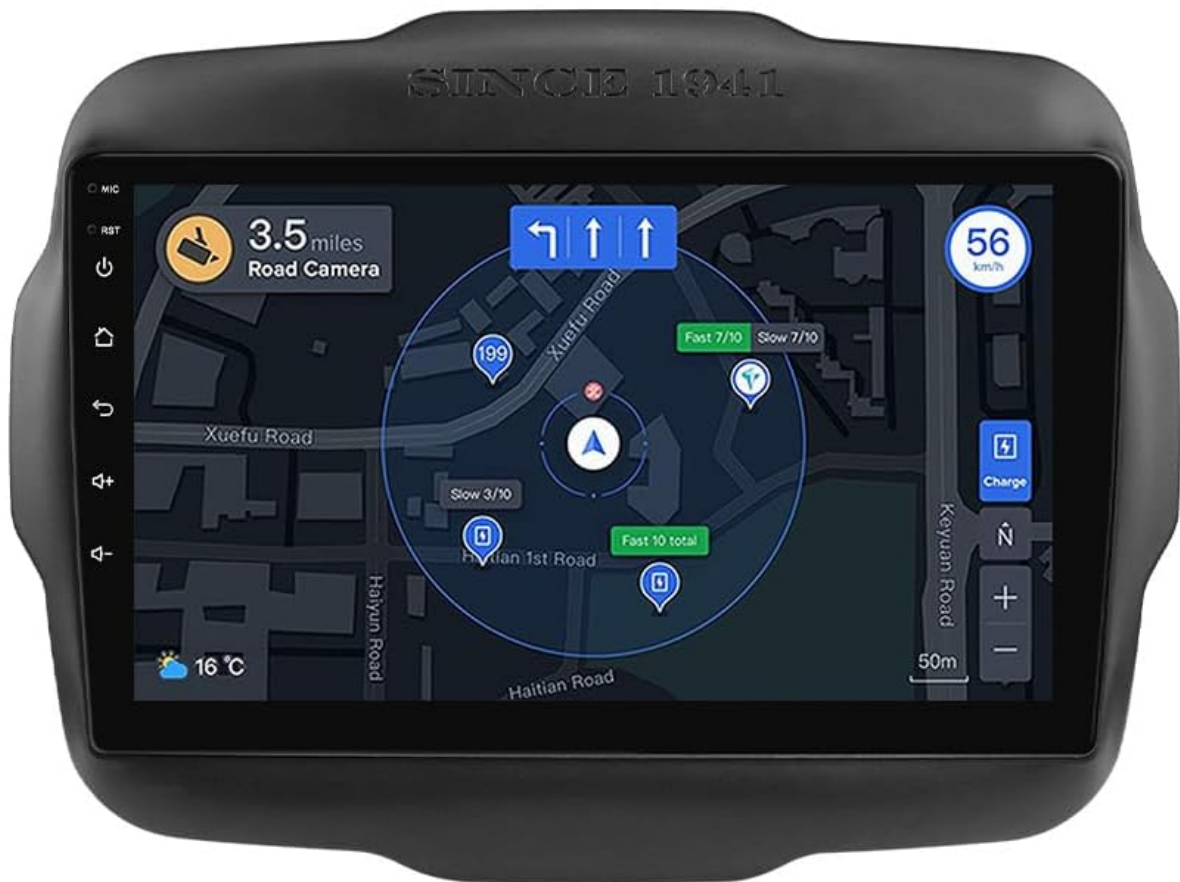 SINCE 1941
MIC
RST
3.5 miles
Road Camera
56
km/h
Xuefu Road
199
Fast 7/10 Slow 7/10
Xuefu Road
Charge
Slow 3/10
N
Fast 10 total
Haitian 1st Road
Keyuan Road
Haiyun Road
16 °C
50m
Haitian Road